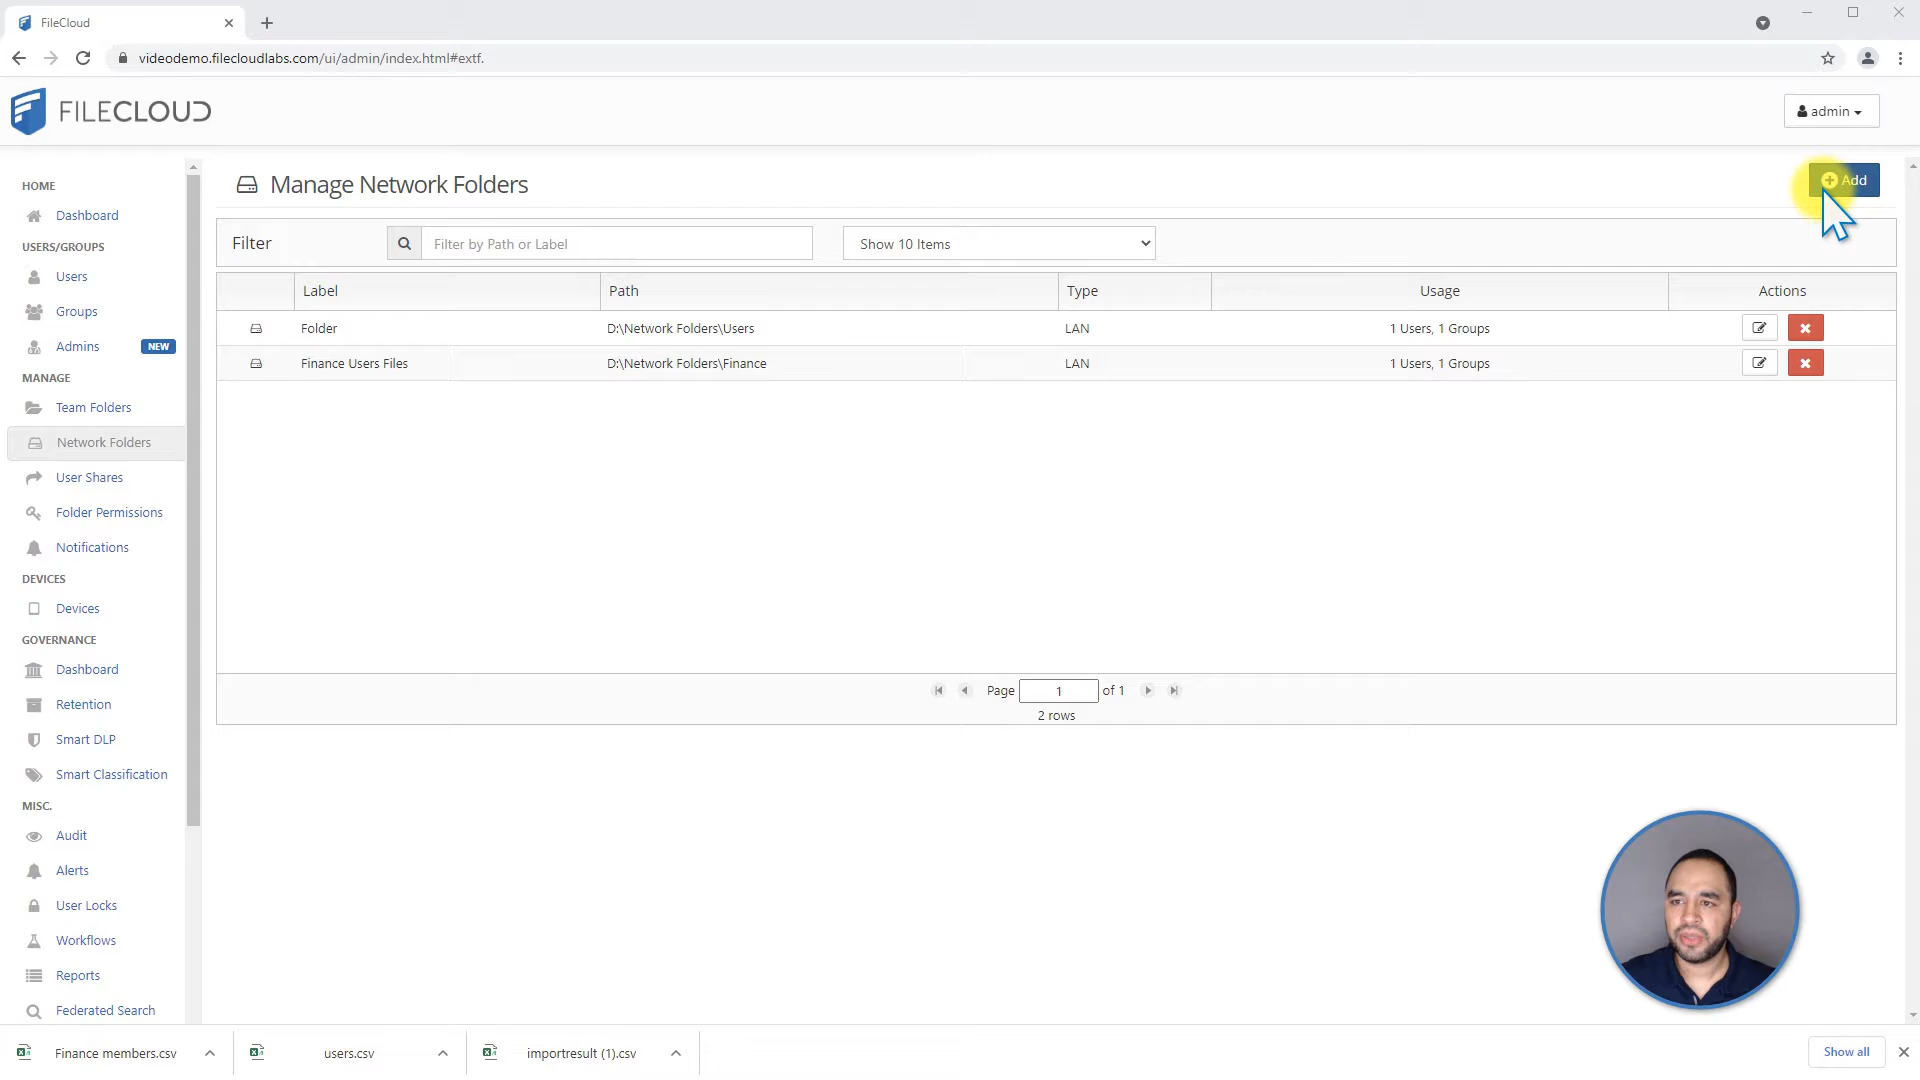 FileCloud
videodemo.filecloudlabs.com/ui/admin/index.html#extf.
FILECLOUD
admin
HOME
Dashboard
USERS/GROUPS
Users
Groups
Admins NEW
MANAGE
Team Folders
Network Folders
User Shares
Folder Permissions
Notifications
DEVICES
Devices
GOVERNANCE
Dashboard
Retention
Smart DLP
Smart Classification
MISC.
Audit
Alerts
User Locks
Workflows
Reports
Federated Search
Manage Network Folders
Add
Filter Filter by Path or Label Show 10 Items
Label Path Type Usage Actions
Folder D:\Network Folders\Users LAN 1 Users, 1 Groups
Finance Users Files D:\Network Folders\Finance LAN 1 Users, 1 Groups
Page 1 of 1
2 rows
Finance members.csv users.csv importresult (1).csv Show all